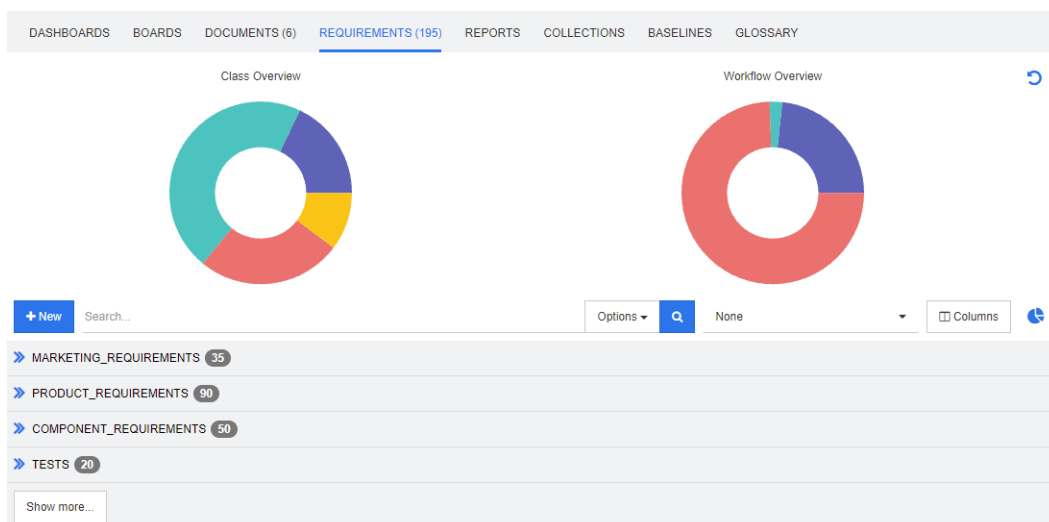 DASHBOARDS BOARDS DOCUMENTS (6) REQUIREMENTS (195) REPORTS COLLECTIONS BASELINES GLOSSARY
Class Overview Workflow Overview
+ New Search... Options None Columns
MARKETING_REQUIREMENTS 35
PRODUCT_REQUIREMENTS 90
COMPONENT_REQUIREMENTS 50
TESTS 20
Show more...